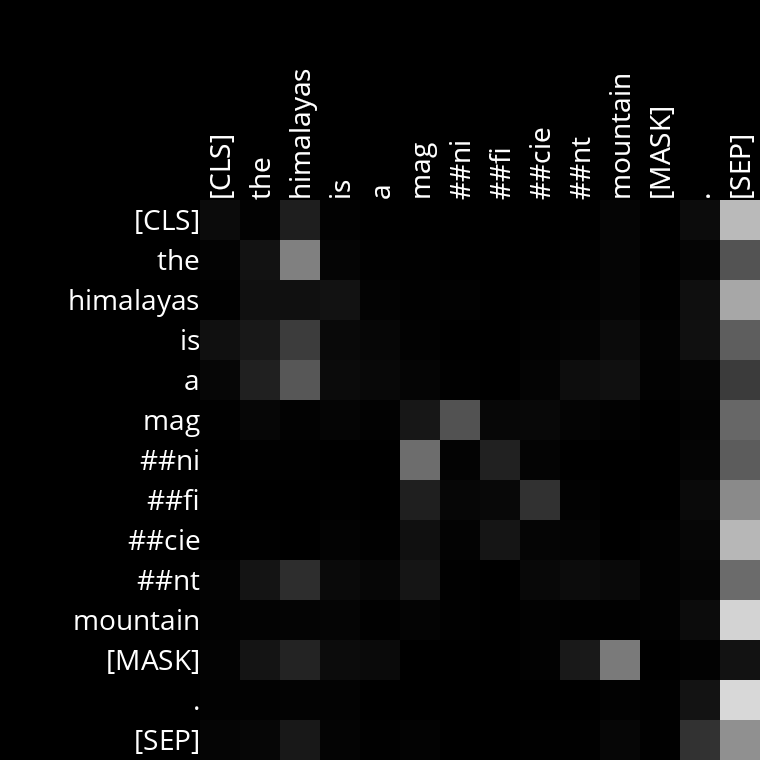 [CLS] the himalayas is a mag ##ni ##fi ##cie ##nt mountain [MASK] . [SEP]
[CLS]
the
himalayas
is
a
mag
##ni
##fi
##cie
##nt
mountain
[MASK]
.
[SEP]